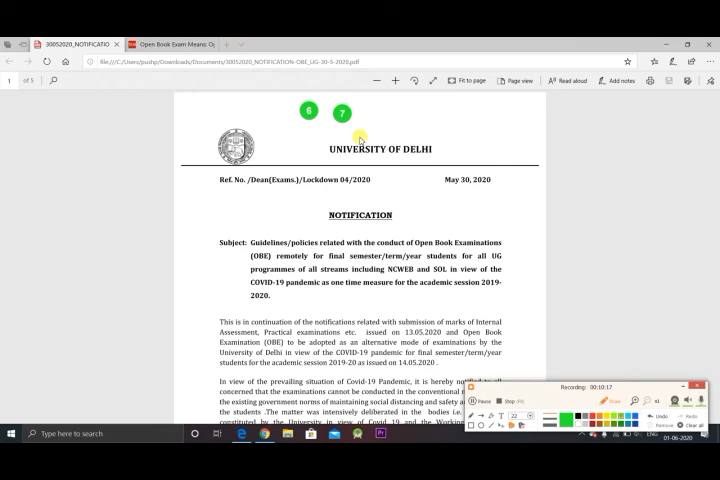 30052020_NOTIFICATIO
Open Book Exam Means: O
file:///C:/Users/pushp/Downloads/Documents/30052020_NOTIFICATION-OBE_UG-30-5-2020.pdf
1 of 5
Fit to page
Page view
Read aloud
Add notes
6 7
UNIVERSITY OF DELHI
Ref. No. /Dean(Exams.)/Lockdown 04/2020 May 30, 2020
NOTIFICATION
Subject: Guidelines/policies related with the conduct of Open Book Examinations
(OBE) remotely for final semester/term/year students for all UG
programmes of all streams including NCWEB and SOL in view of the
COVID-19 pandemic as one time measure for the academic session 2019-
2020.
This is in continuation of the notifications related with submission of marks of Internal
Assessment, Practical examinations etc. issued on 13.05.2020 and Open Book
Examination (OBE) to be adopted as an alternative mode of examinations by the
University of Delhi in view of the COVID-19 pandemic for final semester/term/year
students for the academic session 2019-20 as issued on 14.05.2020 .
In view of the prevailing situation of Covid-19 Pandemic, it is hereby notified to all
concerned that the examinations cannot be conducted in the conventional
the existing government norms of maintaining social distancing and safety
the students .The matter was intensively deliberated in the bodies i.e.
constituted by the University in view of Covid 19 and the
Recording: 00:10:17
Pause
Stop (F9)
Draw
x1
T 22
Undo
Redo
Remove
Clear all
Type here to search
ENG
01-06-2020